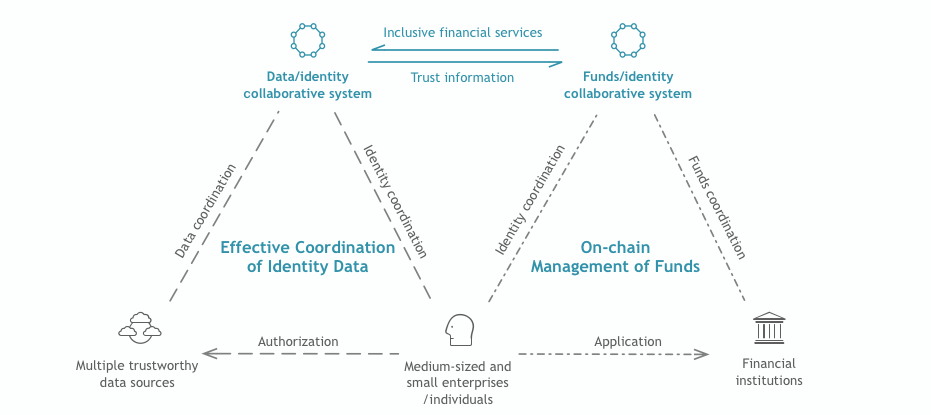 Inclusive financial services
Trust information
Data/identity
collaborative system
Funds/identity
collaborative system
Data coordination
Identity coordination
Identity coordination
Funds coordination
Effective Coordination
of Identity Data
On-chain
Management of Funds
Authorization
Application
Multiple trustworthy
data sources
Medium-sized and
small enterprises
/individuals
Financial
institutions